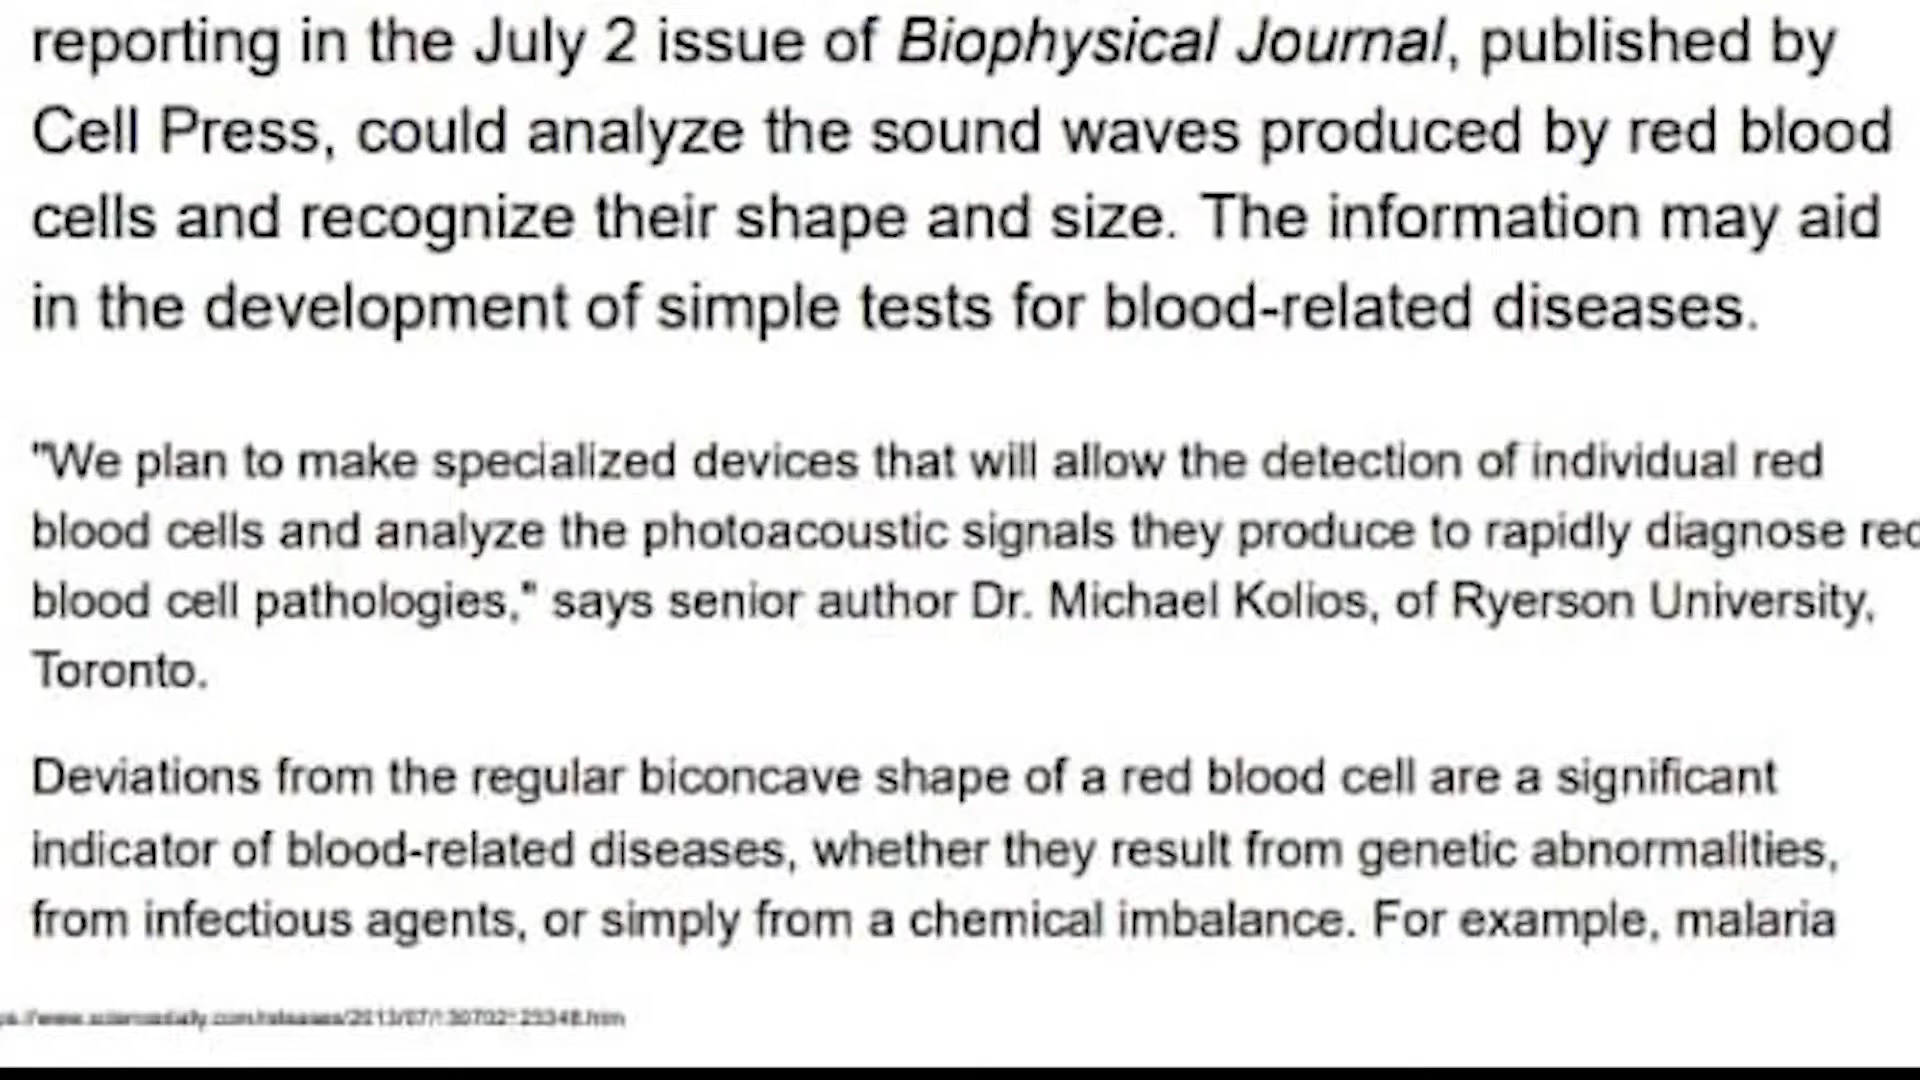 reporting in the July 2 issue of Biophysical Journal, published by
Cell Press, could analyze the sound waves produced by red blood
cells and recognize their shape and size. The information may aid
in the development of simple tests for blood-related diseases.
"We plan to make specialized devices that will allow the detection of individual red
blood cells and analyze the photoacoustic signals they produce to rapidly diagnose red
blood cell pathologies," says senior author Dr. Michael Kolios, of Ryerson University,
Toronto.
Deviations from the regular biconcave shape of a red blood cell are a significant
indicator of blood-related diseases, whether they result from genetic abnormalities,
from infectious agents, or simply from a chemical imbalance. For example, malaria